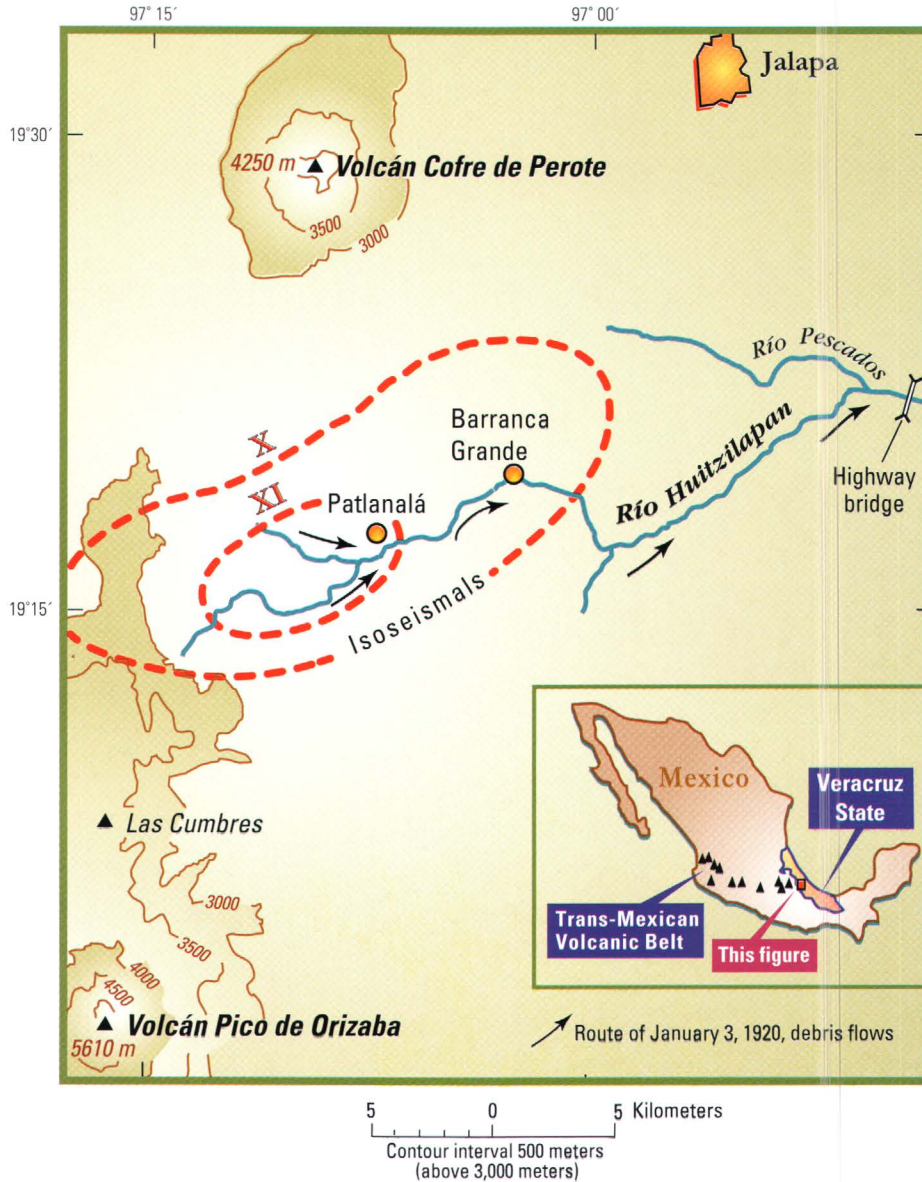 97° 15′
97° 00′
Jalapa
19°30′
4250 m
Volcán Cofre de Perote
3500
3000
Río Pescados
X
Barranca
Grande
Río Huitzilapan
Highway
bridge
XI
Patlanalá
19°15′
Isoseismals
Mexico
Veracruz
State
Las Cumbres
3000
3500
Trans-Mexican
Volcanic Belt
This figure
4000
4500
Volcán Pico de Orizaba
5610 m
Route of January 3, 1920, debris flows
5 0 5 Kilometers
Contour interval 500 meters
(above 3,000 meters)